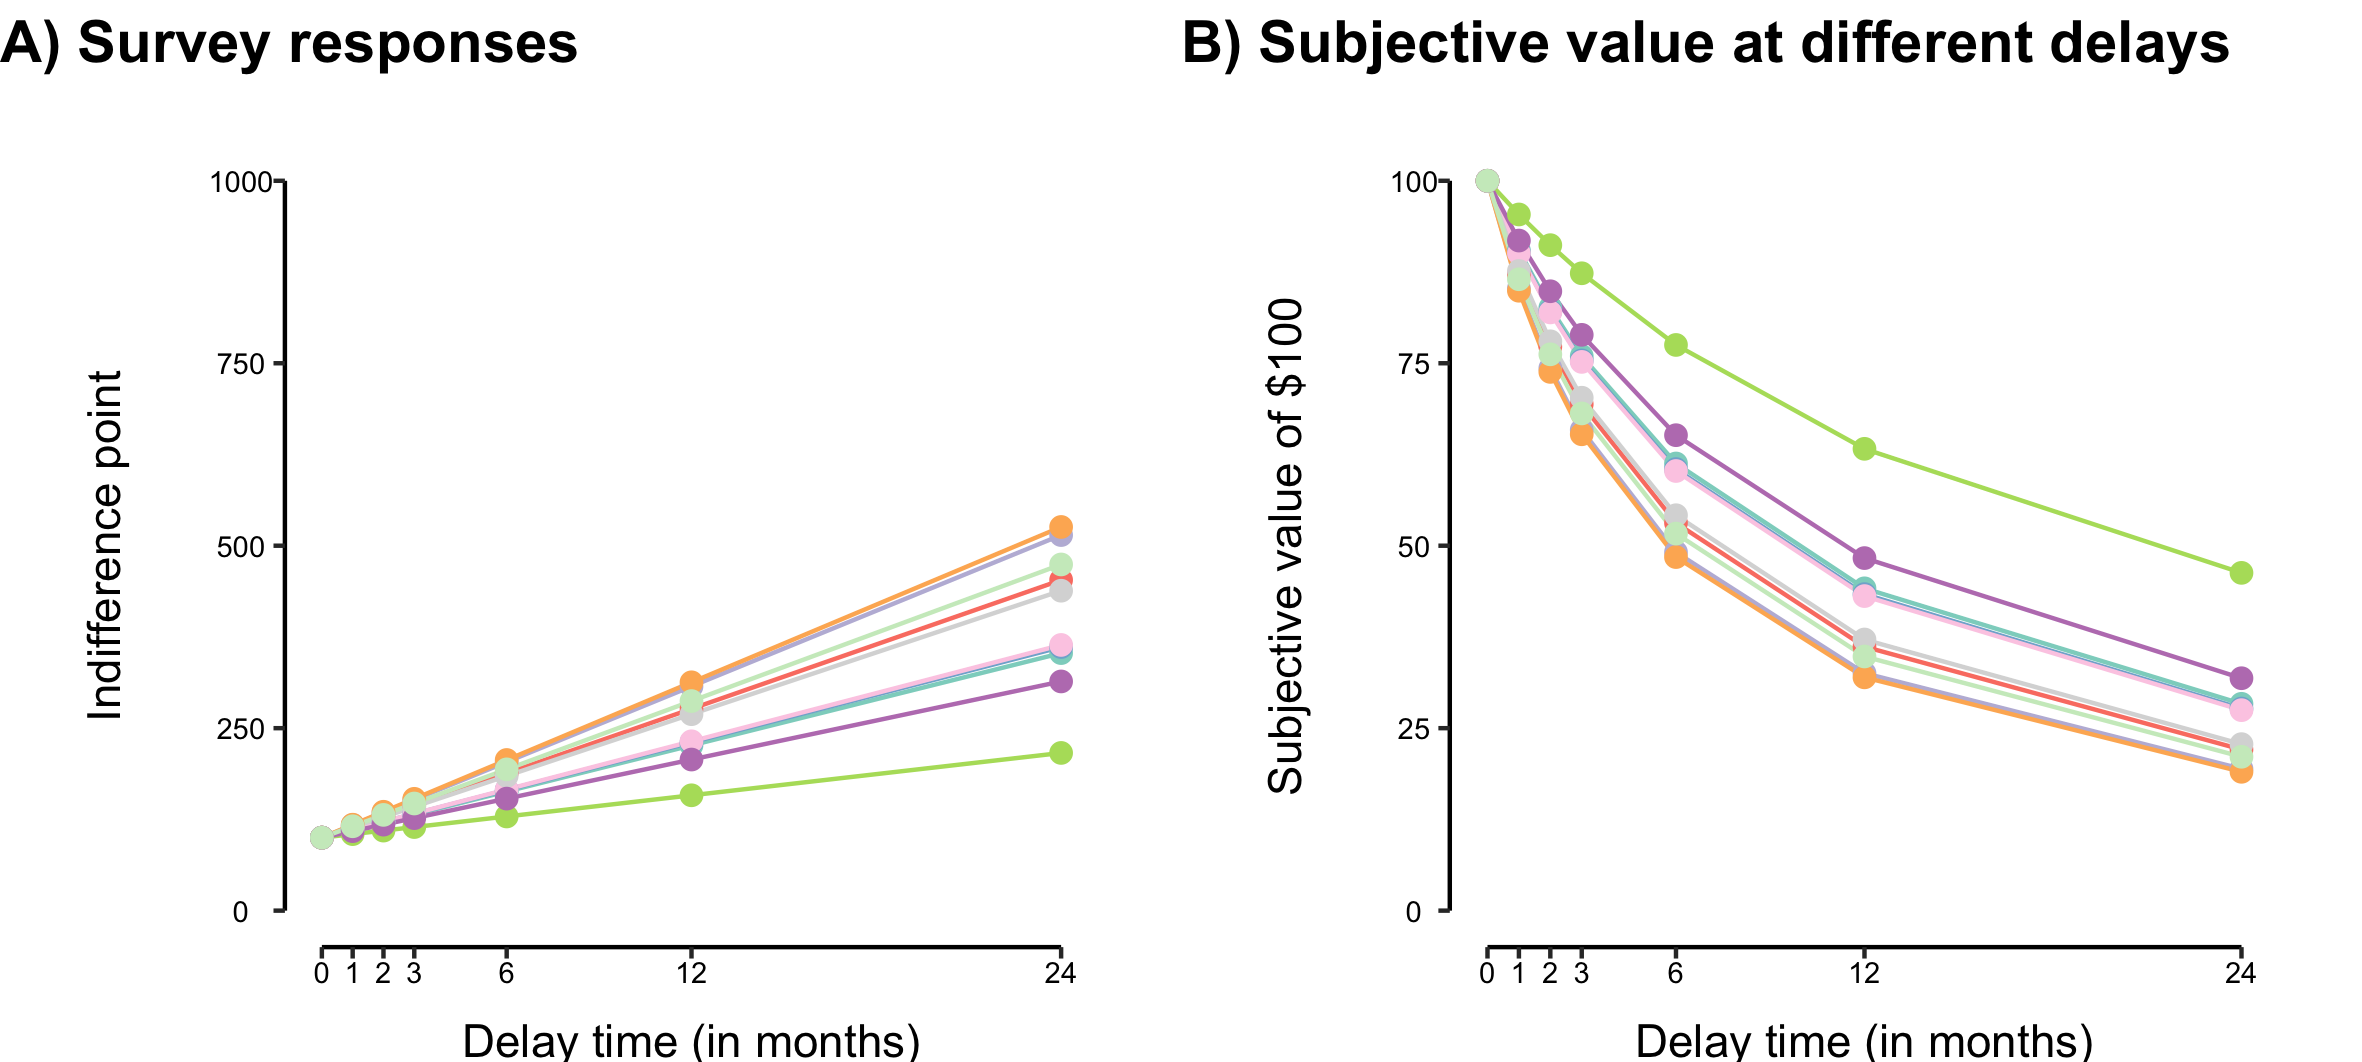 A) Survey responses
Indifference point
1000
750
500
250
0
0 1 2 3 6 12 24
Delay time (in months)
B) Subjective value at different delays
Subjective value of $100
100
75
50
25
0
0 1 2 3 6 12 24
Delay time (in months)